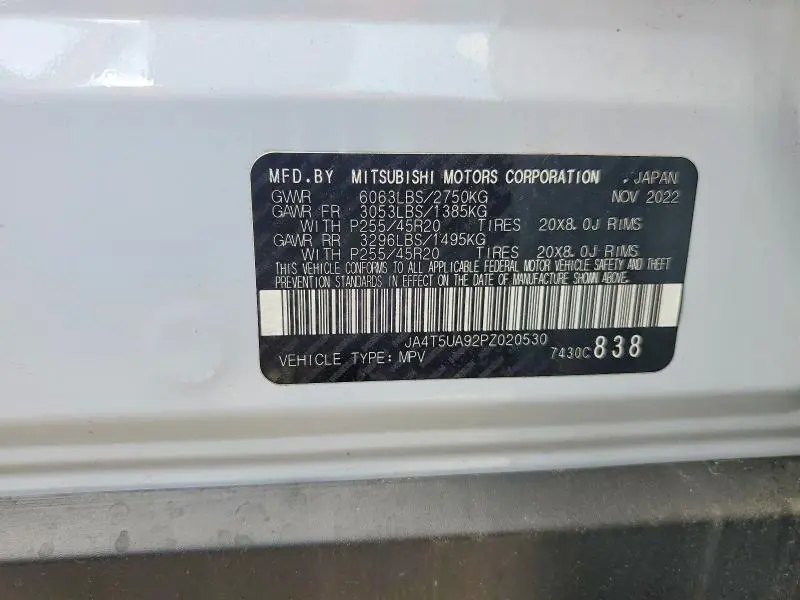 MFD.BY MITSUBISHI MOTORS CORPORATION , JAPAN
GVWR 6063LBS/2750KG NOV 2022
GAWR FR 3053LBS/1385KG
WITH P255/45R20 TIRES 20X8.0J RIMS
GAWR RR 3296LBS/1495KG
WITH P255/45R20 TIRES 20X8.0J RIMS
THIS VEHICLE CONFORMS TO ALL APPLICABLE FEDERAL MOTOR VEHICLE SAFETY AND THEFT
PREVENTION STANDARDS IN EFFECT ON THE DATE OF MANUFACTURE SHOWN ABOVE.
JA4T5UA92PZ020530
VEHICLE TYPE: MPV 7430C 838